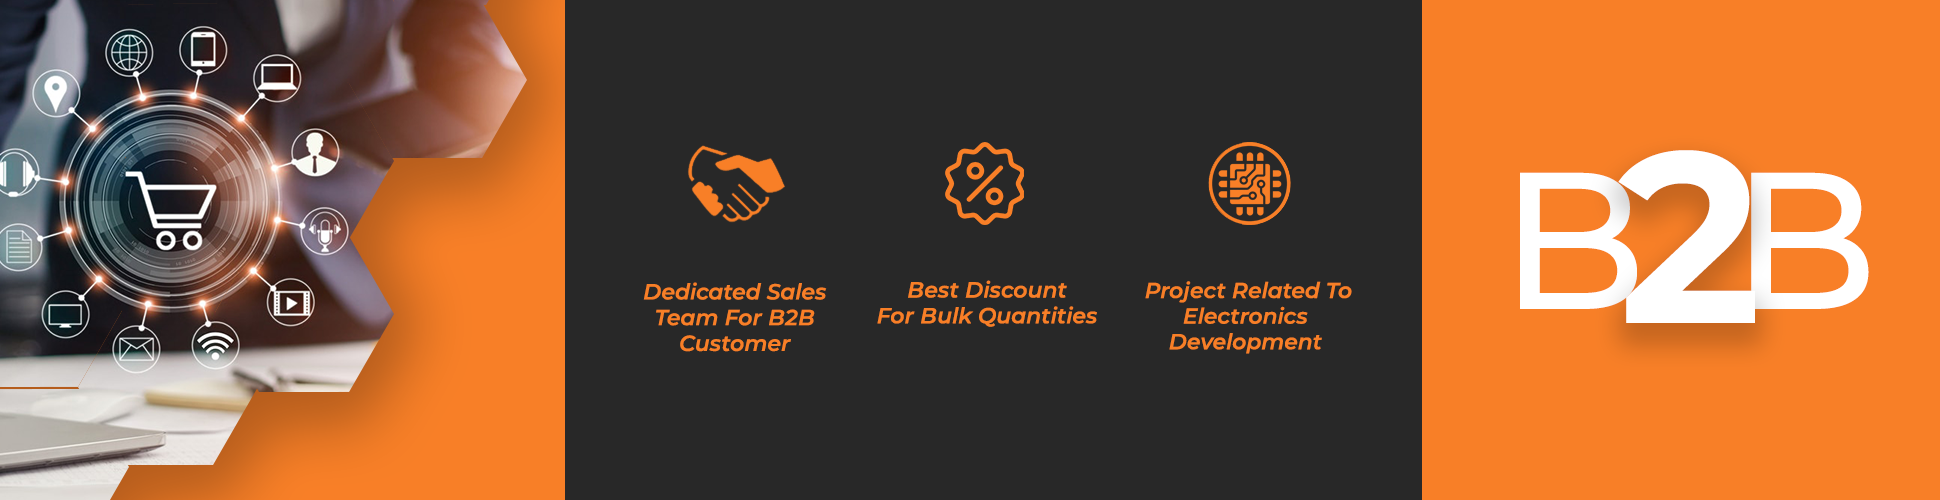 Dedicated Sales
Team For B2B
Customer
Best Discount
For Bulk Quantities
Project Related To
Electronics
Development
B2B